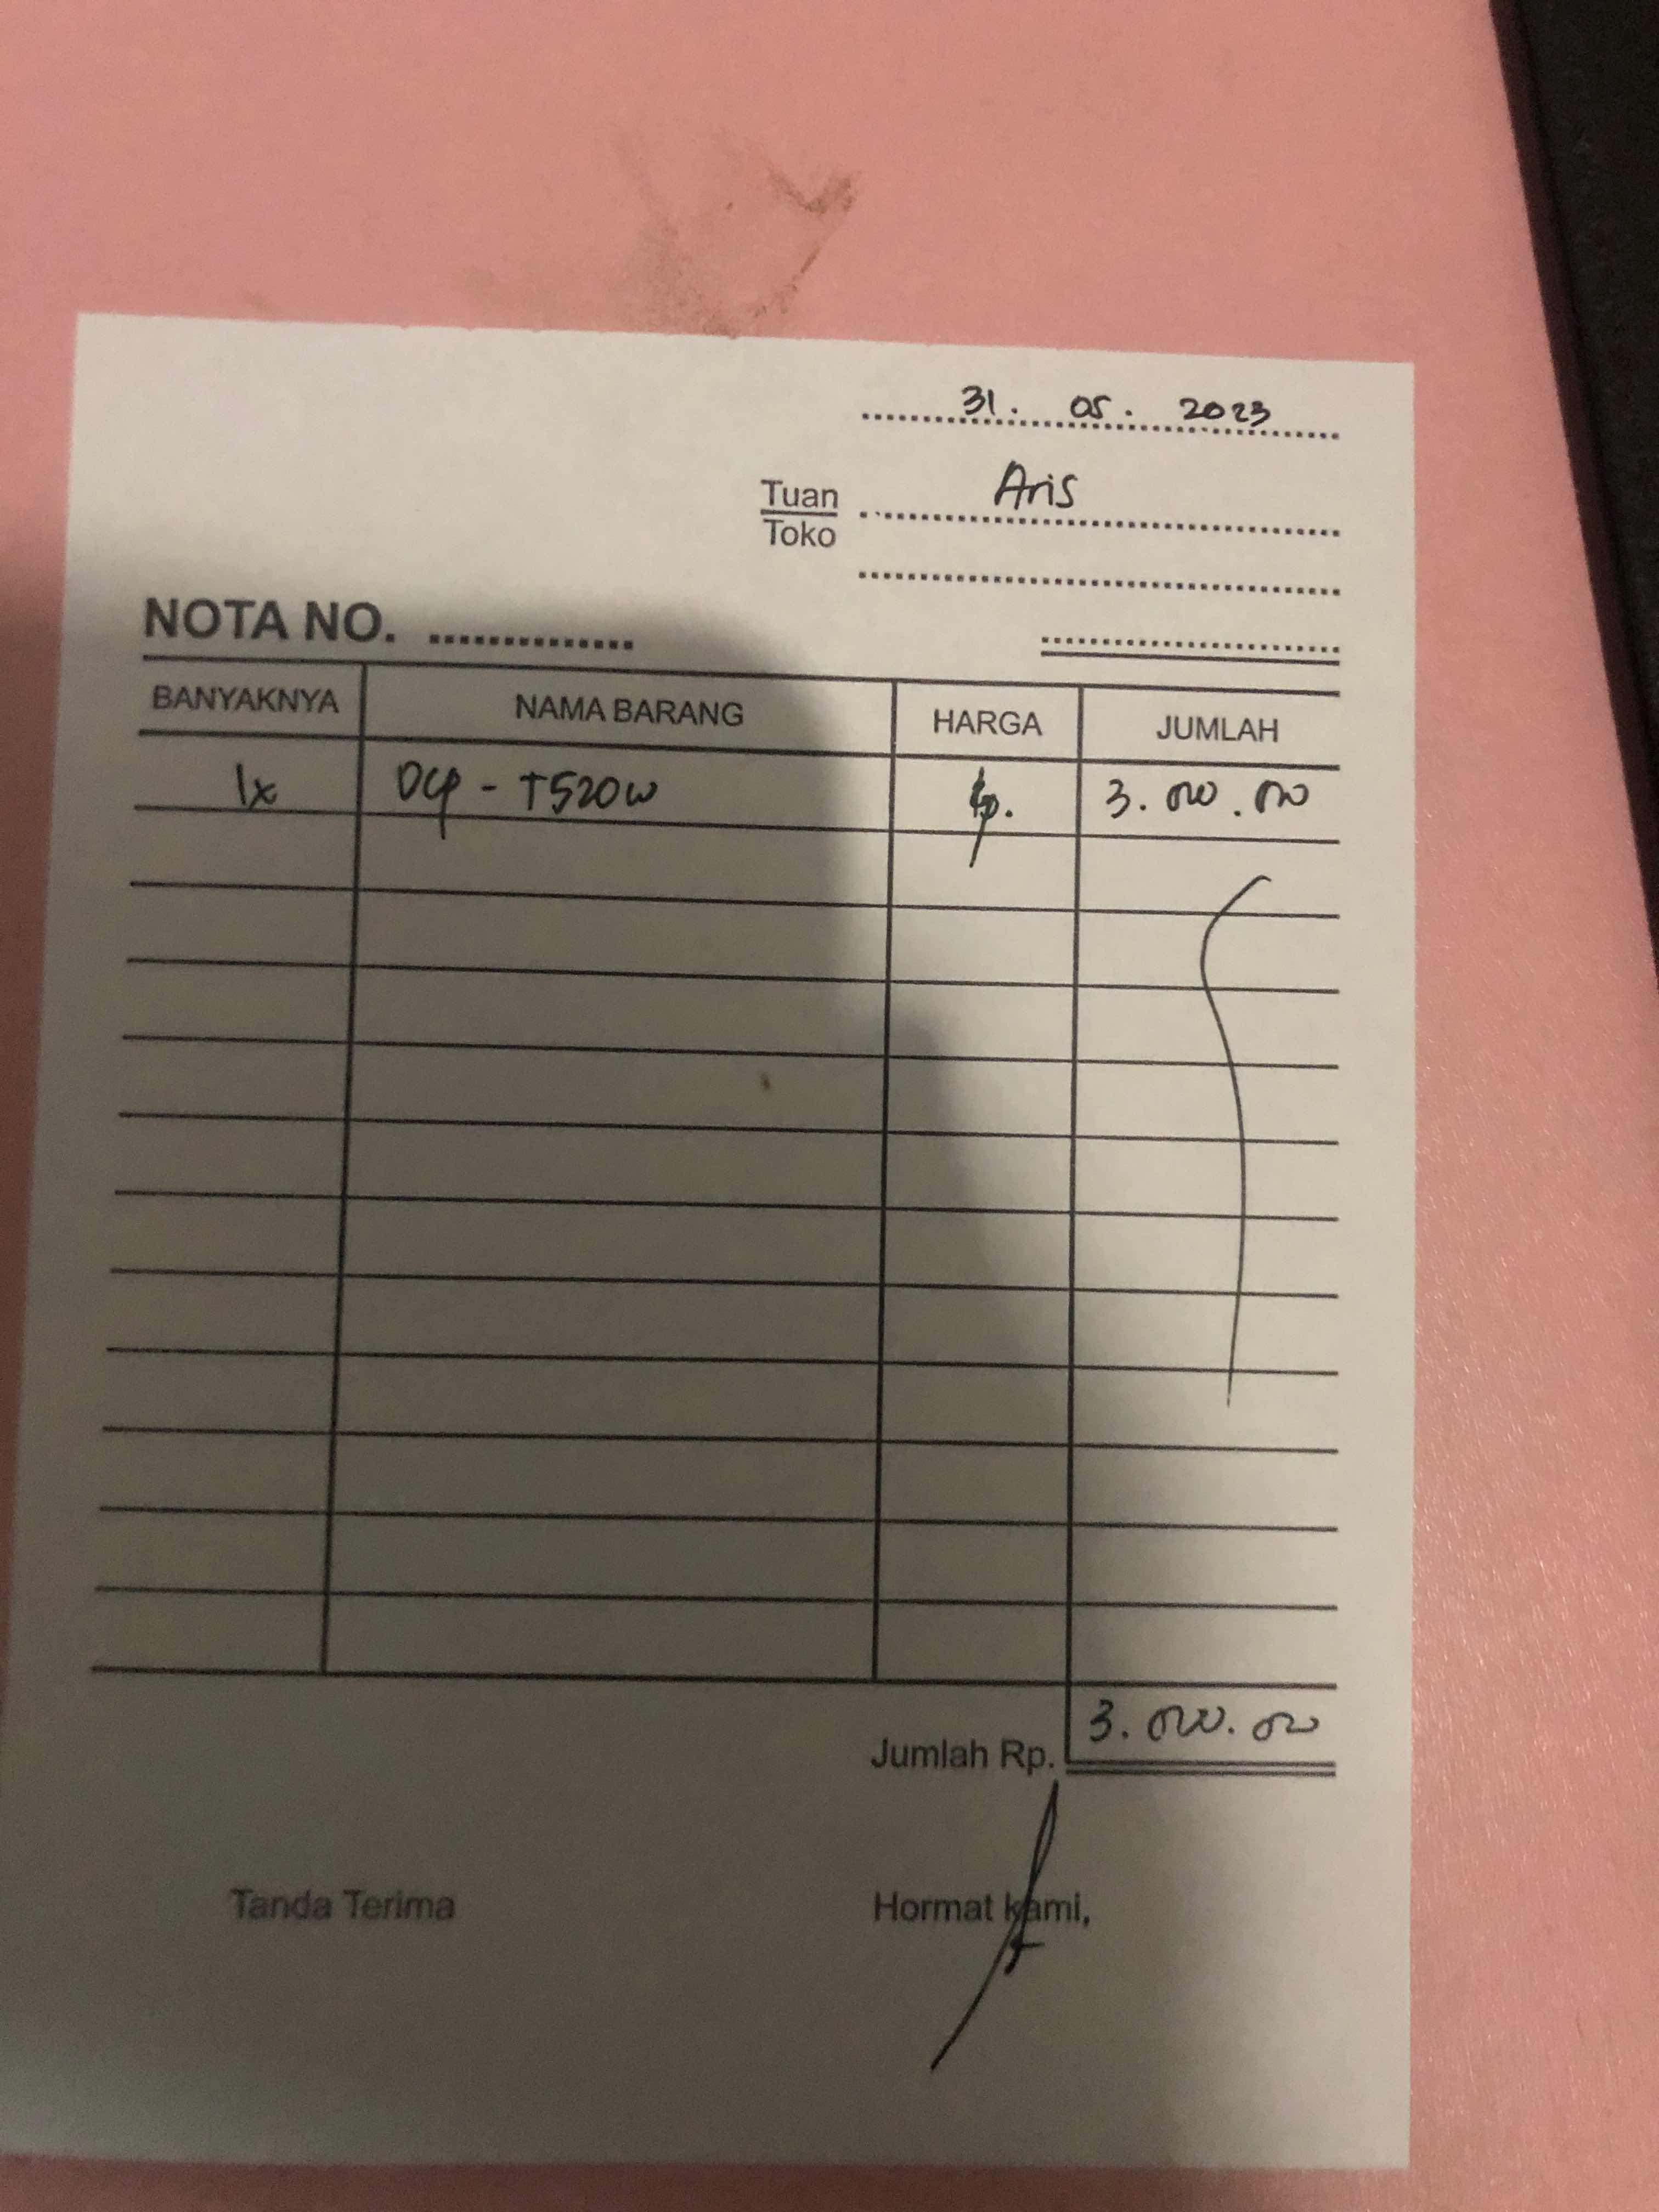 31. 05. 2023
Tuan Aris
Toko
NOTA NO.
BANYAKNYA NAMA BARANG HARGA JUMLAH
1x DCP - T520W Rp. 3.000.000
Jumlah Rp. 3.000.000
Tanda Terima Hormat kami,